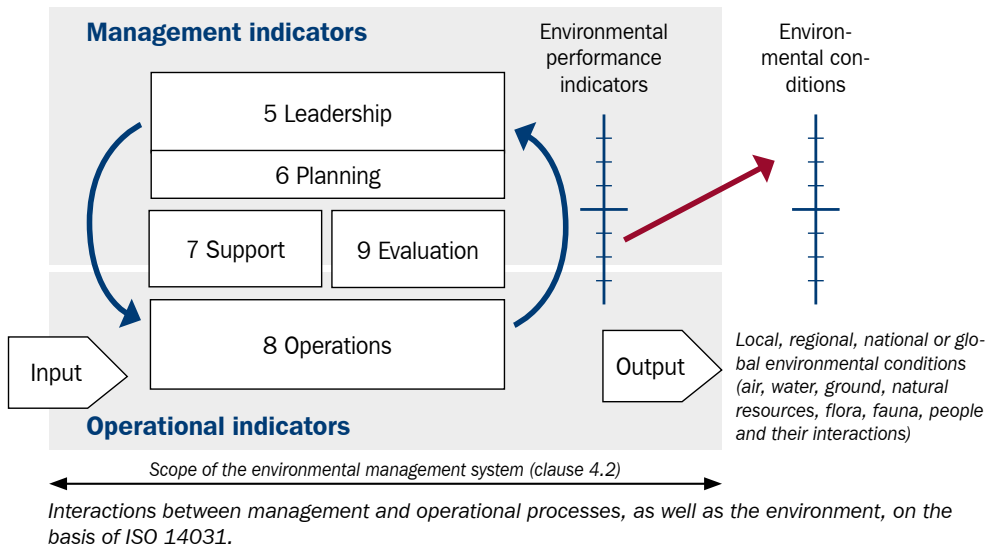 Management indicators
Environmental
performance
indicators
Environ-
mental con-
ditions
5 Leadership
6 Planning
7 Support
9 Evaluation
8 Operations
Input
Output
Local, regional, national or glo-
bal environmental conditions
(air, water, ground, natural
resources, flora, fauna, people
and their interactions)
Operational indicators
Scope of the environmental management system (clause 4.2)
Interactions between management and operational processes, as well as the environment, on the
basis of ISO 14031.